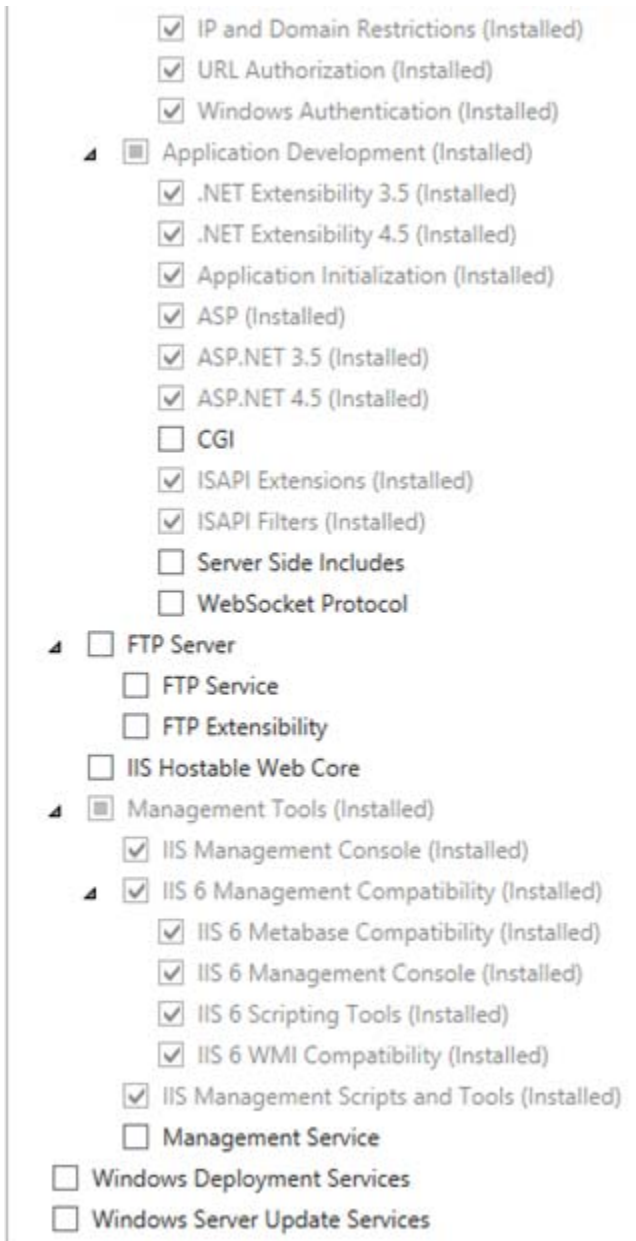 IP and Domain Restrictions (Installed)
URL Authorization (Installed)
Windows Authentication (Installed)
Application Development (Installed)
.NET Extensibility 3.5 (Installed)
.NET Extensibility 4.5 (Installed)
Application Initialization (Installed)
ASP (Installed)
ASP.NET 3.5 (Installed)
ASP.NET 4.5 (Installed)
CGI
ISAPI Extensions (Installed)
ISAPI Filters (Installed)
Server Side Includes
WebSocket Protocol
FTP Server
FTP Service
FTP Extensibility
IIS Hostable Web Core
Management Tools (Installed)
IIS Management Console (Installed)
IIS 6 Management Compatibility (Installed)
IIS 6 Metabase Compatibility (Installed)
IIS 6 Management Console (Installed)
IIS 6 Scripting Tools (Installed)
IIS 6 WMI Compatibility (Installed)
IIS Management Scripts and Tools (Installed)
Management Service
Windows Deployment Services
Windows Server Update Services